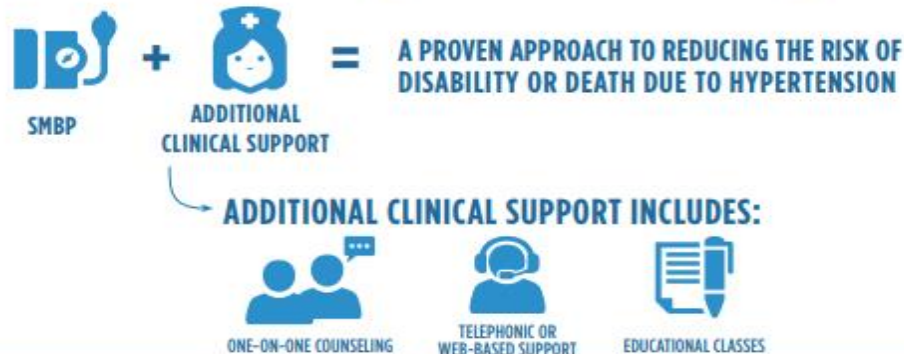 SMBP
+
ADDITIONAL
CLINICAL SUPPORT
=
A PROVEN APPROACH TO REDUCING THE RISK OF
DISABILITY OR DEATH DUE TO HYPERTENSION
ADDITIONAL CLINICAL SUPPORT INCLUDES:
ONE-ON-ONE COUNSELING
TELEPHONIC OR
WEB-BASED SUPPORT
EDUCATIONAL CLASSES